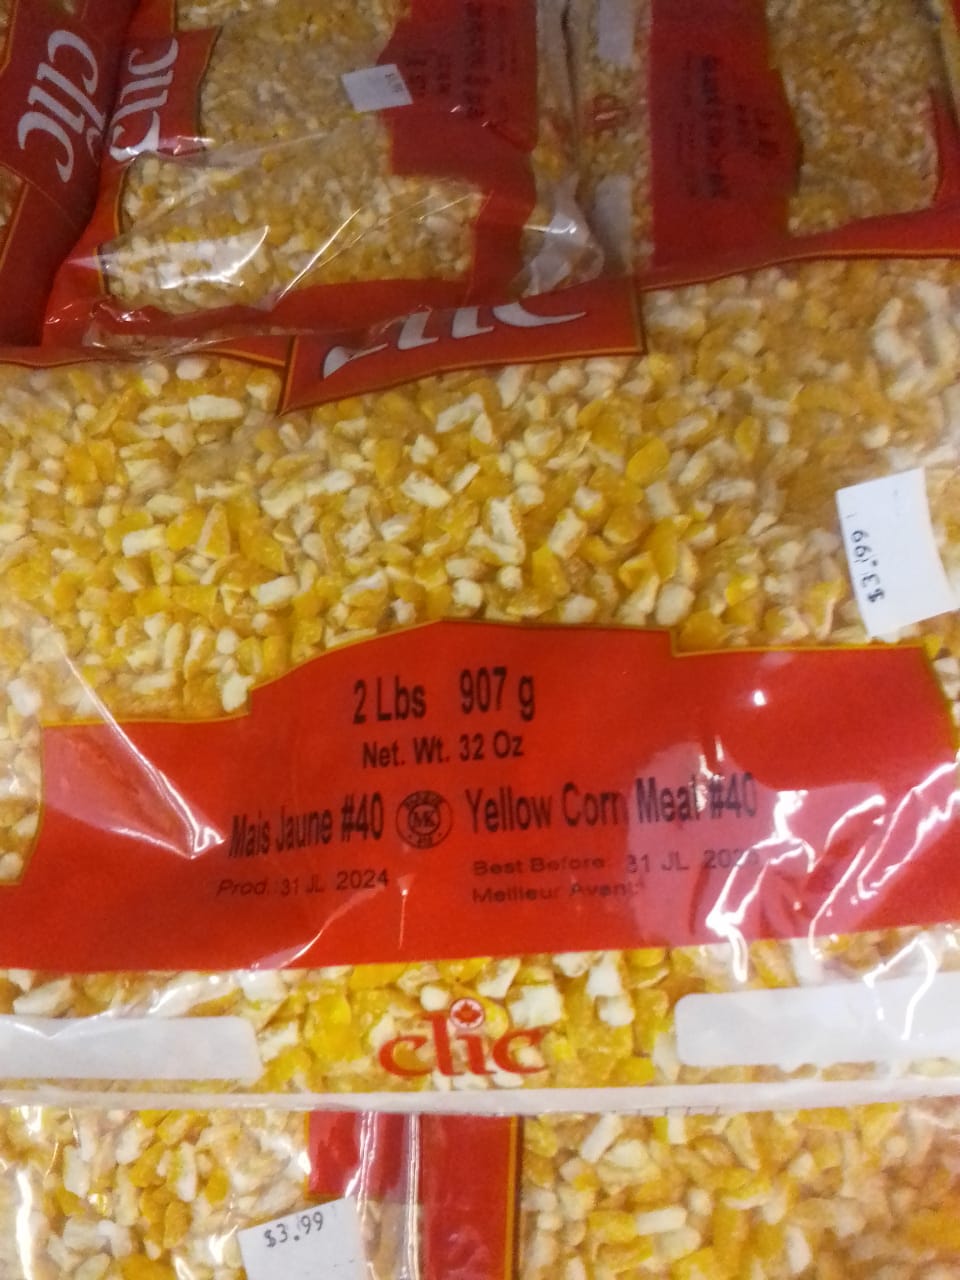 clic
clic
clic
$3.99
2 Lbs 907 g
Net. Wt. 32 Oz
Mais Jaune #40 MK Yellow Corn Meal #40
Prod.: 31 JL 2024
Best Before: 31 JL
Meilleur Avant:
clic
$3.99